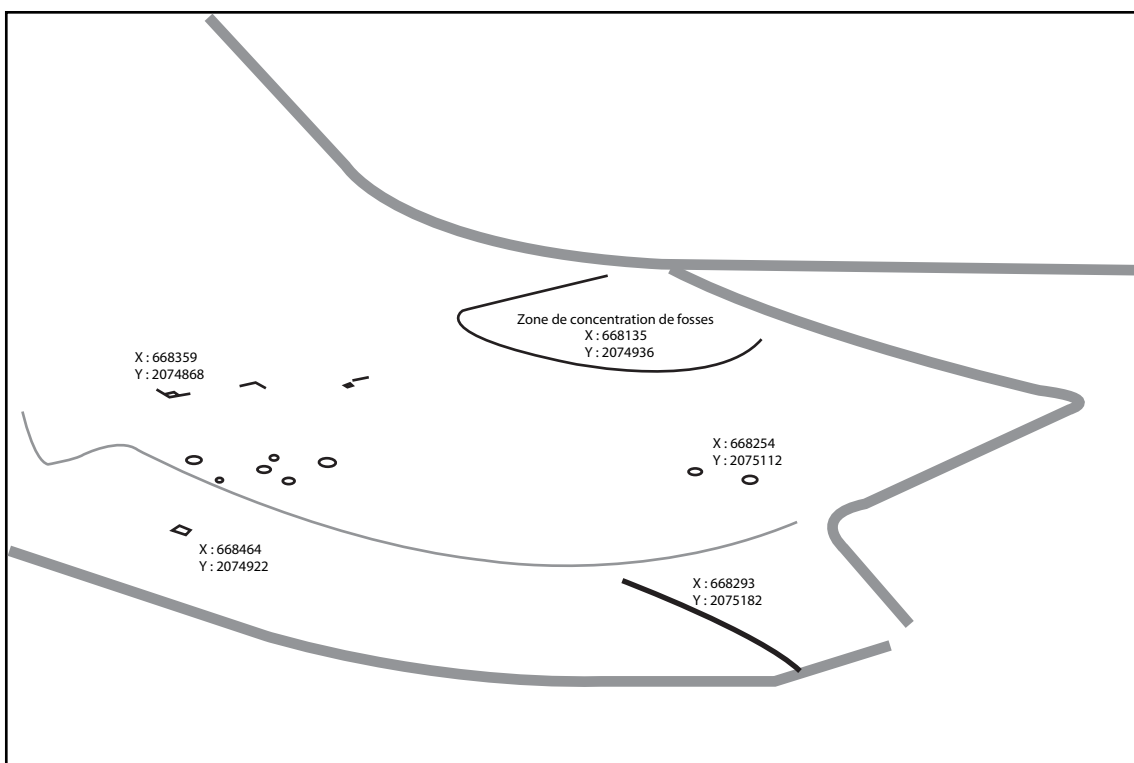 Zone de concentration de fosses
X : 668135
Y : 2074936
X : 668359
Y : 2074868
X : 668254
Y : 2075112
X : 668464
Y : 2074922
X : 668293
Y : 2075182